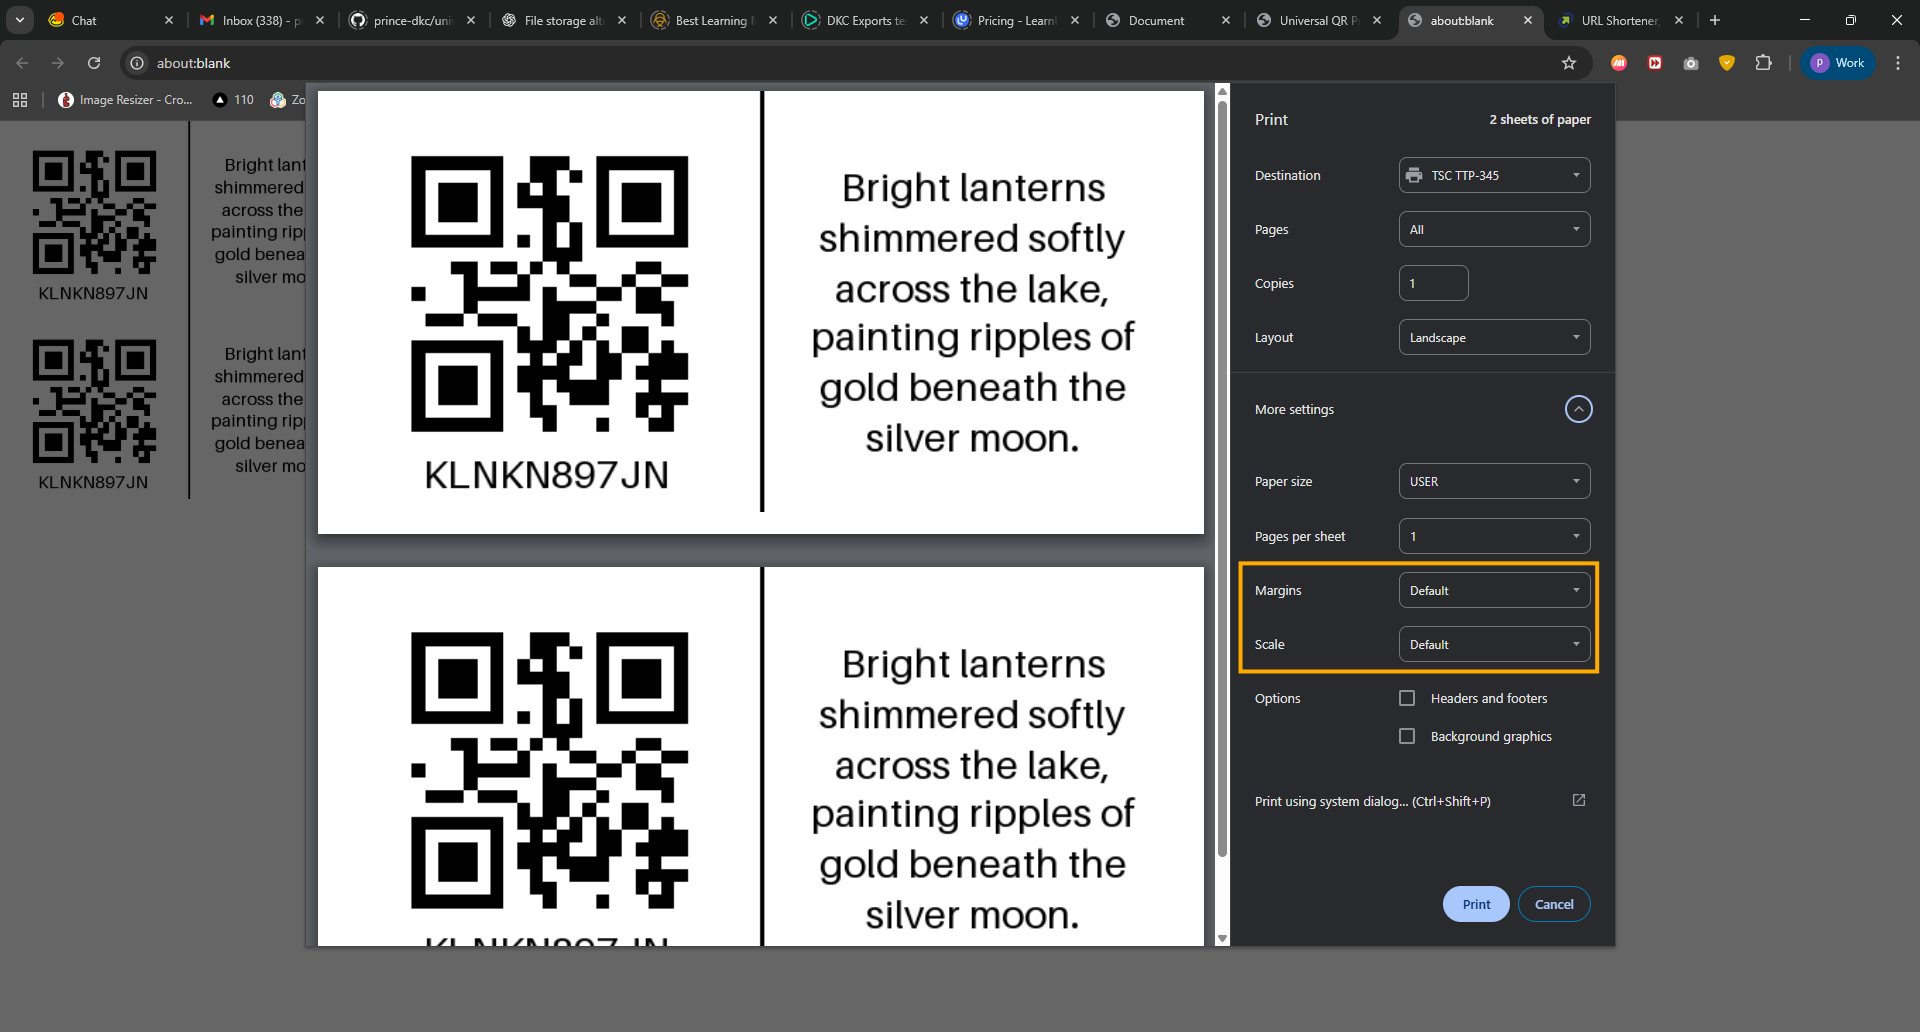 Chat
Inbox (338) - p
prince-dkc/uni
File storage alt
Best Learning
DKC Exports te
Pricing - Learnl
Document
Universal QR P
about:blank
URL Shortener,
about:blank
Work
Image Resizer - Cro...
110
Zo
Bright lant
shimmered
across the
painting ripp
gold benea
silver mo
KLNKN897JN
Bright lant
shimmered
across the
painting ripp
gold benea
silver mo
KLNKN897JN
Bright lanterns
shimmered softly
across the lake,
painting ripples of
gold beneath the
silver moon.
KLNKN897JN
Bright lanterns
shimmered softly
across the lake,
painting ripples of
gold beneath the
silver moon.
KLNKN897JN
Print
2 sheets of paper
Destination
TSC TTP-345
Pages
All
Copies
1
Layout
Landscape
More settings
Paper size
USER
Pages per sheet
1
Margins
Default
Scale
Default
Options
Headers and footers
Background graphics
Print using system dialog... (Ctrl+Shift+P)
Print
Cancel